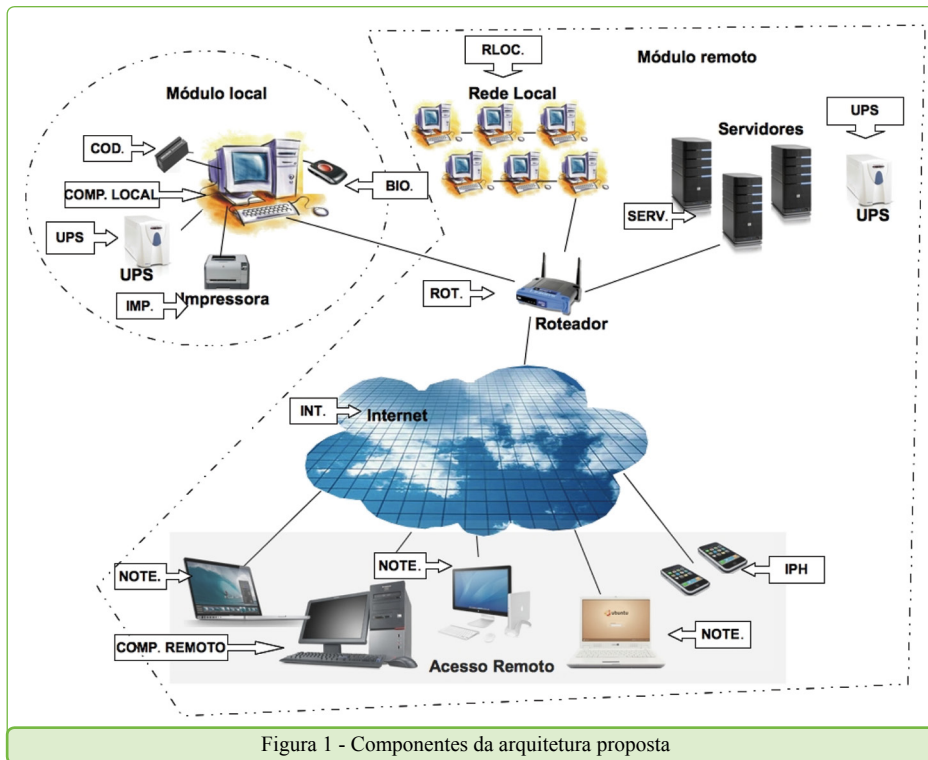 RLOC.
Módulo remoto
Módulo local
Rede Local
UPS
Servidores
COD.
COMP. LOCAL
BIO.
UPS
SERV.
UPS
UPS
IMP.
Impressora
ROT.
Roteador
INT.
Internet
NOTE.
NOTE.
IPH
ubuntu
NOTE.
COMP. REMOTO
Acesso Remoto
Figura 1 - Componentes da arquitetura proposta